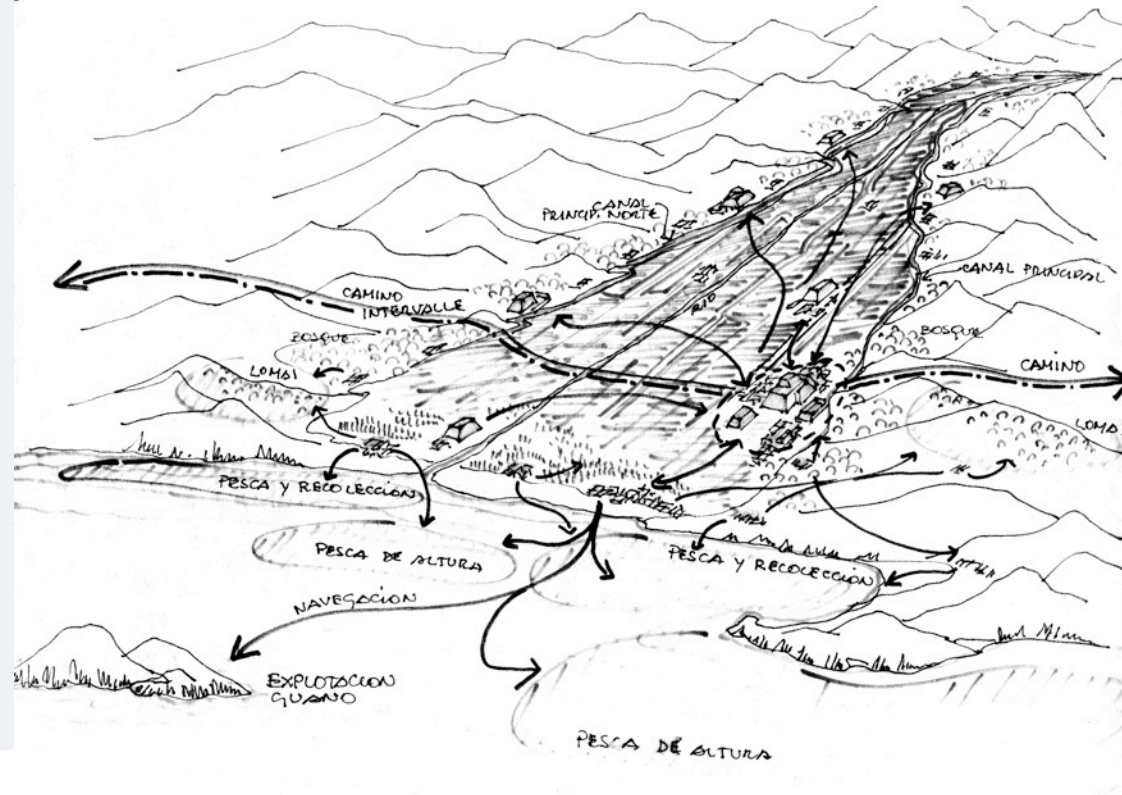 CANAL
PRINCIP. NORTE
CANAL PRINCIPAL
CAMINO
INTERVALLE
RIO
BOSQUE
BOSQUE
CAMINO
LOMAS
LOMAS
PESCA Y RECOLECCION
PESCA DE ALTURA
PESCA Y RECOLECCION
NAVEGACION
EXPLOTACION
GUANO
PESCA DE ALTURA